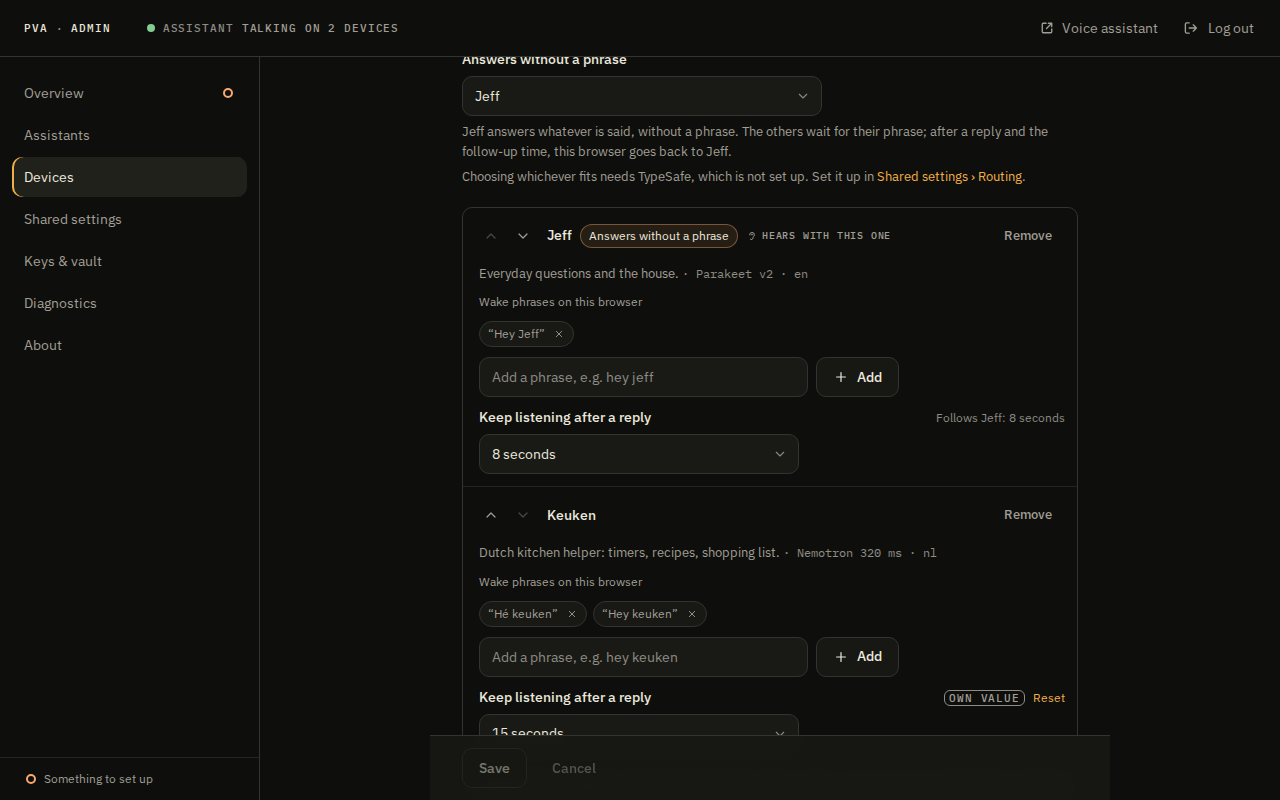 PVA · ADMIN
ASSISTANT TALKING ON 2 DEVICES
Voice assistant
Log out
Overview
Assistants
Devices
Shared settings
Keys & vault
Diagnostics
About
Something to set up
Answers without a phrase
Jeff
Jeff answers whatever is said, without a phrase. The others wait for their phrase; after a reply and the
follow-up time, this browser goes back to Jeff.
Choosing whichever fits needs TypeSafe, which is not set up. Set it up in Shared settings › Routing.
Jeff Answers without a phrase HEARS WITH THIS ONE Remove
Everyday questions and the house. · Parakeet v2 · en
Wake phrases on this browser
“Hey Jeff” ×
Add a phrase, e.g. hey jeff + Add
Keep listening after a reply Follows Jeff: 8 seconds
8 seconds
Keuken Remove
Dutch kitchen helper: timers, recipes, shopping list. · Nemotron 320 ms · nl
Wake phrases on this browser
“Hé keuken” × “Hey keuken” ×
Add a phrase, e.g. hey keuken + Add
Keep listening after a reply OWN VALUE Reset
15 seconds
Save Cancel